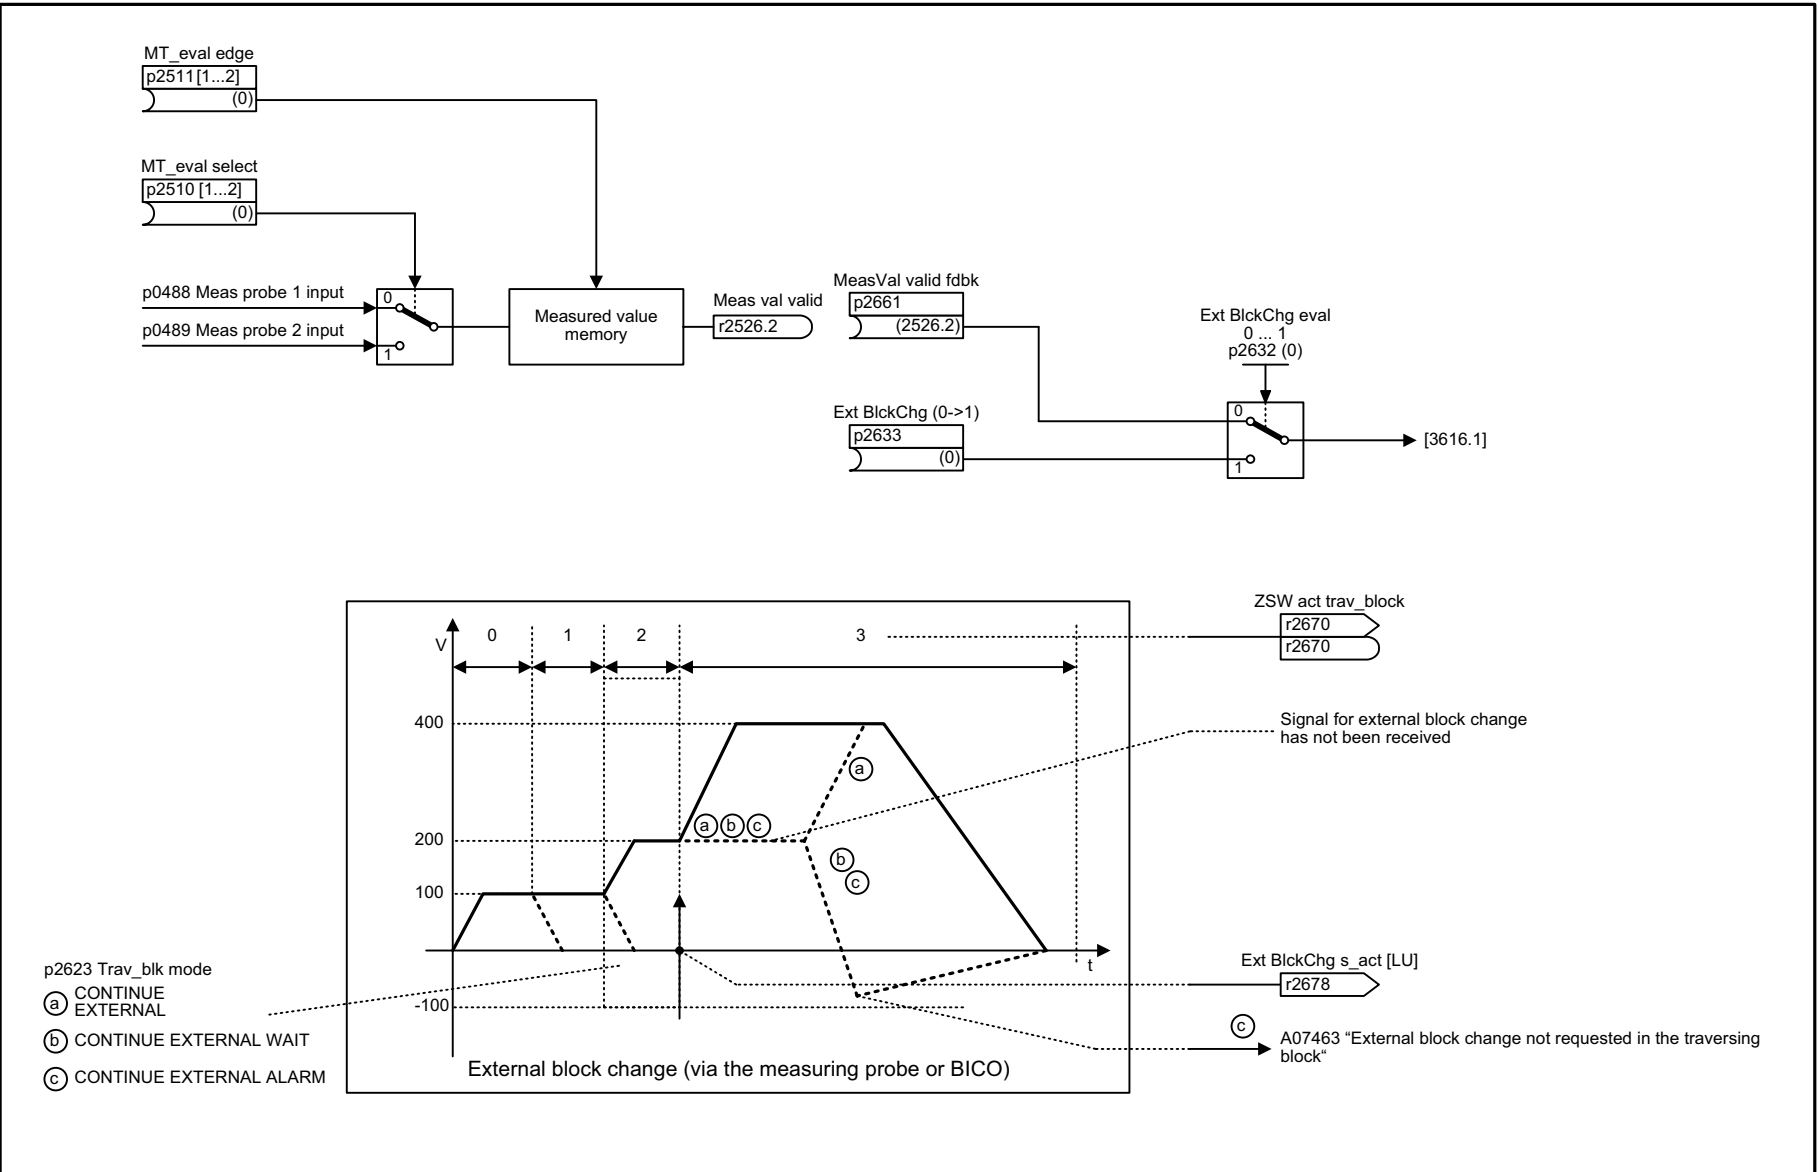 MT_eval edge
p2511[1...2]
(0)
MT_eval select
p2510 [1...2]
(0)
p0488 Meas probe 1 input
p0489 Meas probe 2 input
0
1
Measured value
memory
Meas val valid
r2526.2
MeasVal valid fdbk
p2661
(2526.2)
Ext BlckChg (0->1)
p2633
(0)
Ext BlckChg eval
0 ... 1
p2632 (0)
0
1
[3616.1]
V
0
1
2
3
400
200
100
-100
t
a
a b c
b
c
External block change (via the measuring probe or BICO)
ZSW act trav_block
r2670
r2670
Signal for external block change
has not been received
Ext BlckChg s_act [LU]
r2678
c
A07463 “External block change not requested in the traversing
block“
p2623 Trav_blk mode
a CONTINUE
EXTERNAL
b CONTINUE EXTERNAL WAIT
c CONTINUE EXTERNAL ALARM